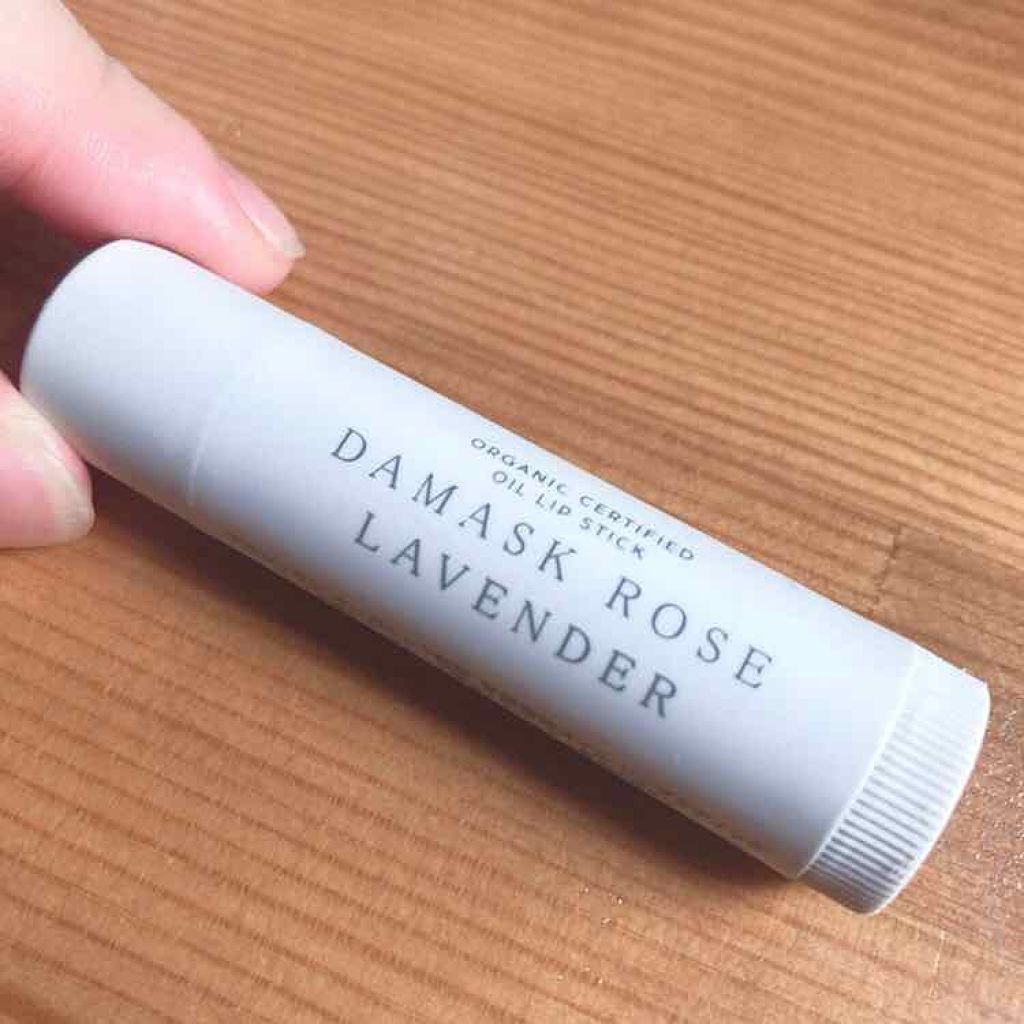 ORGANIC CERTIFIED
OIL LIP STICK
DAMASK ROSE
LAVENDER